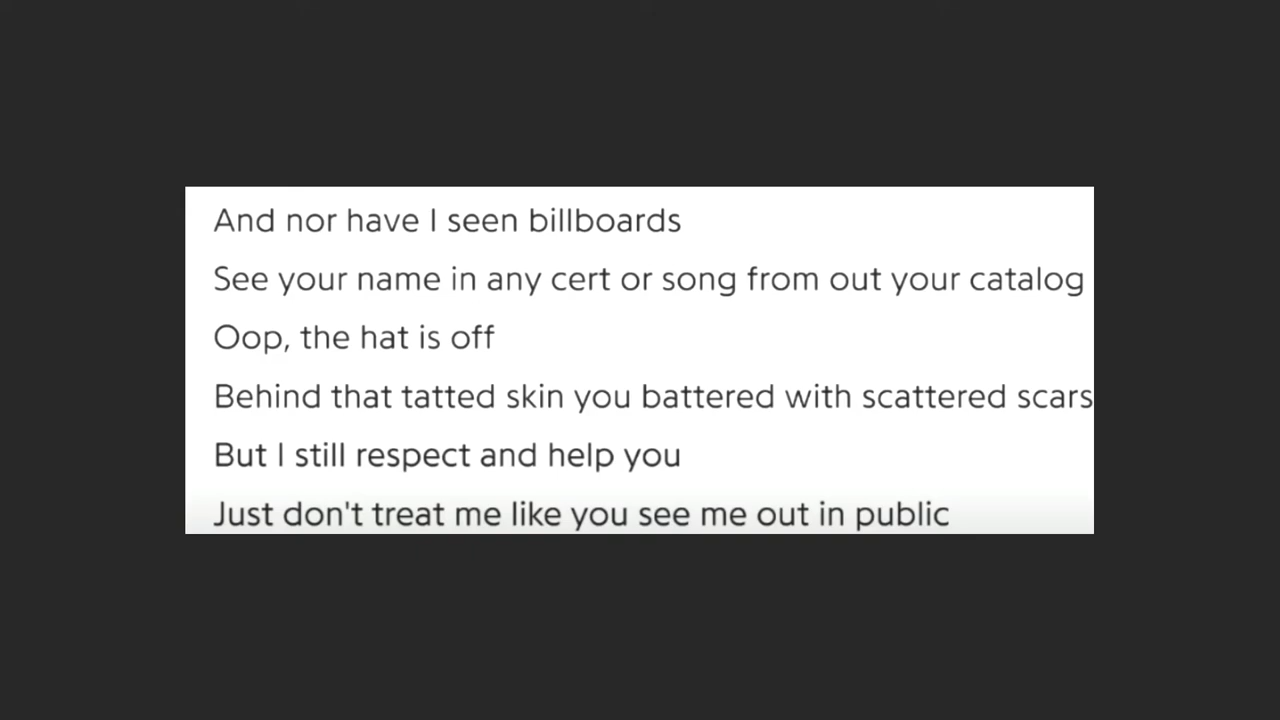 And nor have I seen billboards
See your name in any cert or song from out your catalog
Oop, the hat is off
Behind that tatted skin you battered with scattered scars
But I still respect and help you
Just don't treat me like you see me out in public